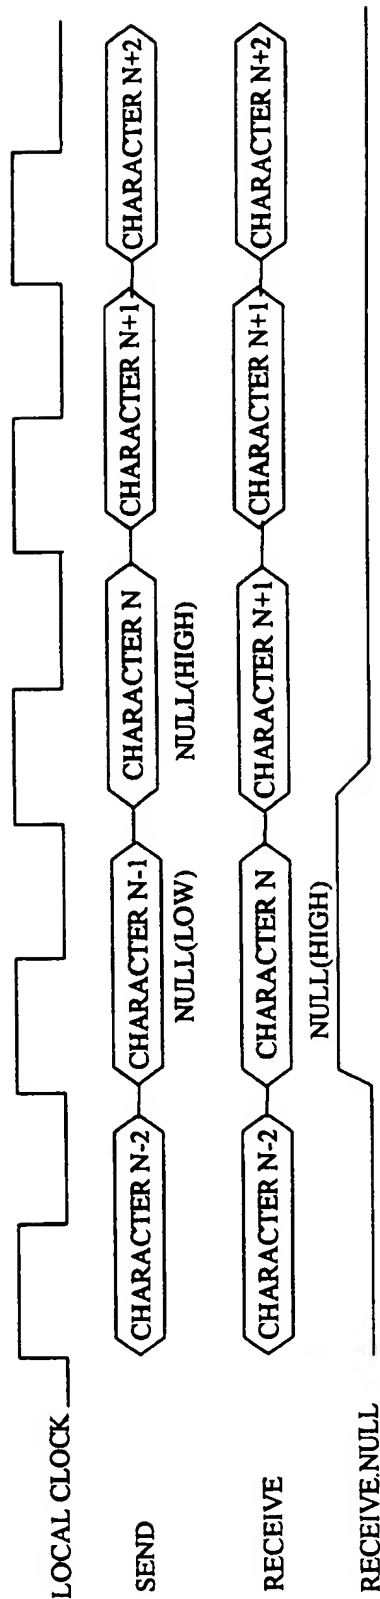 LOCAL CLOCK
SEND
CHARACTER N-2
CHARACTER N-1
CHARACTER N
CHARACTER N+1
CHARACTER N+2
NULL(LOW)
NULL(HIGH)
RECEIVE
CHARACTER N-2
CHARACTER N
CHARACTER N+1
CHARACTER N+1
CHARACTER N+2
NULL(HIGH)
RECEIVE.NULL